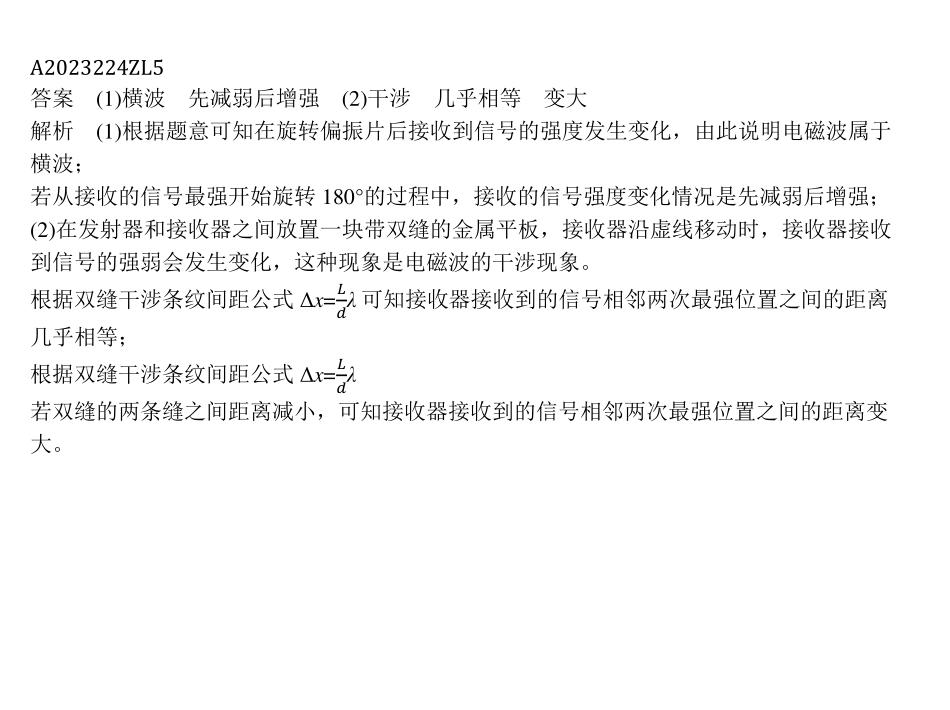 A2023224ZL5
答案　(1)横波　先减弱后增强　(2)干涉　几乎相等　变大
解析　(1)根据题意可知在旋转偏振片后接收到信号的强度发生变化，由此说明电磁波属于
横波；
若从接收的信号最强开始旋转 180°的过程中，接收的信号强度变化情况是先减弱后增强；
(2)在发射器和接收器之间放置一块带双缝的金属平板，接收器沿虚线移动时，接收器接收
到信号的强弱会发生变化，这种现象是电磁波的干涉现象。
根据双缝干涉条纹间距公式 Δx=\frac{L}{d}λ 可知接收器接收到的信号相邻两次最强位置之间的距离
几乎相等；
根据双缝干涉条纹间距公式 Δx=\frac{L}{d}λ
若双缝的两条缝之间距离减小，可知接收器接收到的信号相邻两次最强位置之间的距离变
大。